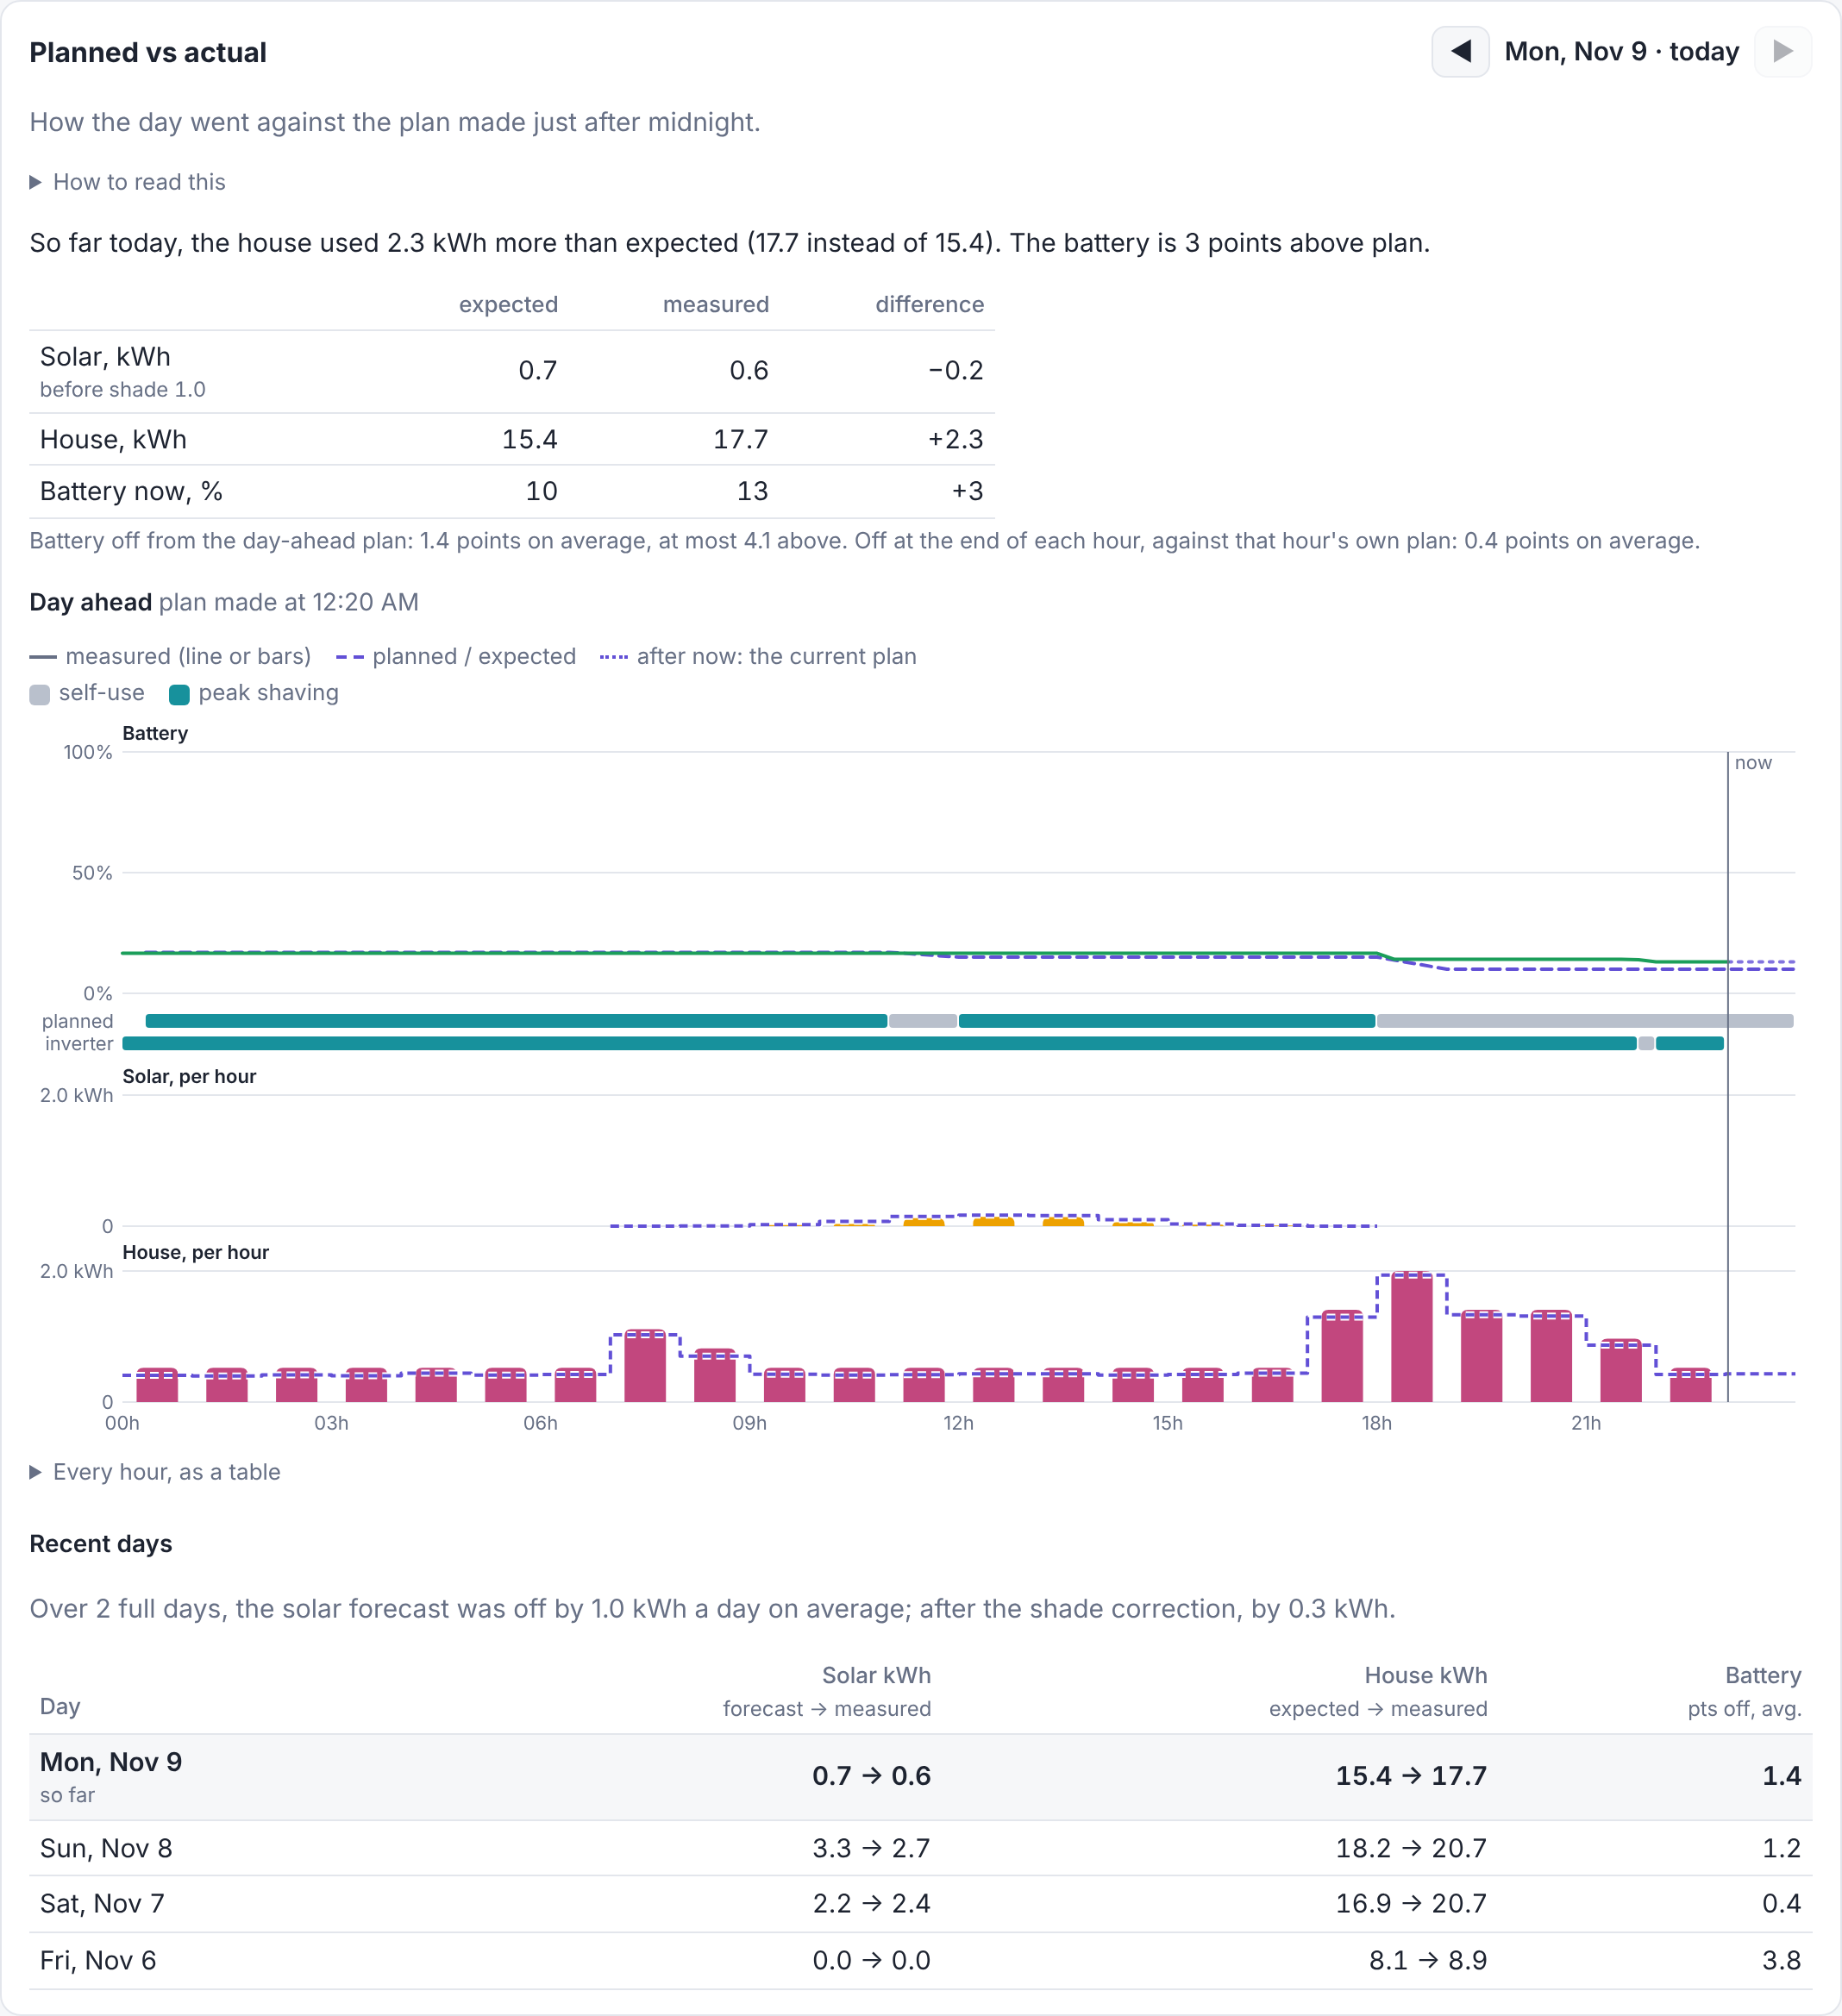 Planned vs actual
◀ Mon, Nov 9 · today ▶
How the day went against the plan made just after midnight.
▶ How to read this
So far today, the house used 2.3 kWh more than expected (17.7 instead of 15.4). The battery is 3 points above plan.
expected measured difference
Solar, kWh 0.7 0.6 −0.2
before shade 1.0
House, kWh 15.4 17.7 +2.3
Battery now, % 10 13 +3
Battery off from the day-ahead plan: 1.4 points on average, at most 4.1 above. Off at the end of each hour, against that hour's own plan: 0.4 points on average.
Day ahead plan made at 12:20 AM
measured (line or bars) planned / expected after now: the current plan
self-use peak shaving
Battery
100%
now
50%
0%
planned
inverter
Solar, per hour
2.0 kWh
0
House, per hour
2.0 kWh
0
00h 03h 06h 09h 12h 15h 18h 21h
▶ Every hour, as a table
Recent days
Over 2 full days, the solar forecast was off by 1.0 kWh a day on average; after the shade correction, by 0.3 kWh.
Solar kWh House kWh Battery
Day forecast → measured expected → measured pts off, avg.
Mon, Nov 9 0.7 → 0.6 15.4 → 17.7 1.4
so far
Sun, Nov 8 3.3 → 2.7 18.2 → 20.7 1.2
Sat, Nov 7 2.2 → 2.4 16.9 → 20.7 0.4
Fri, Nov 6 0.0 → 0.0 8.1 → 8.9 3.8